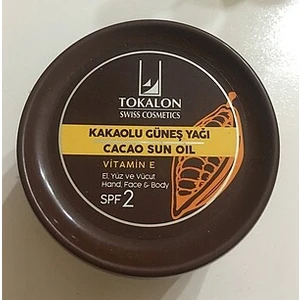 TOKALON
SWISS COSMETICS
KAKAOLU GÜNEŞ YAĞI
CACAO SUN OIL
VİTAMİN E
El, Yüz ve Vücut
Hand, Face & Body
SPF 2